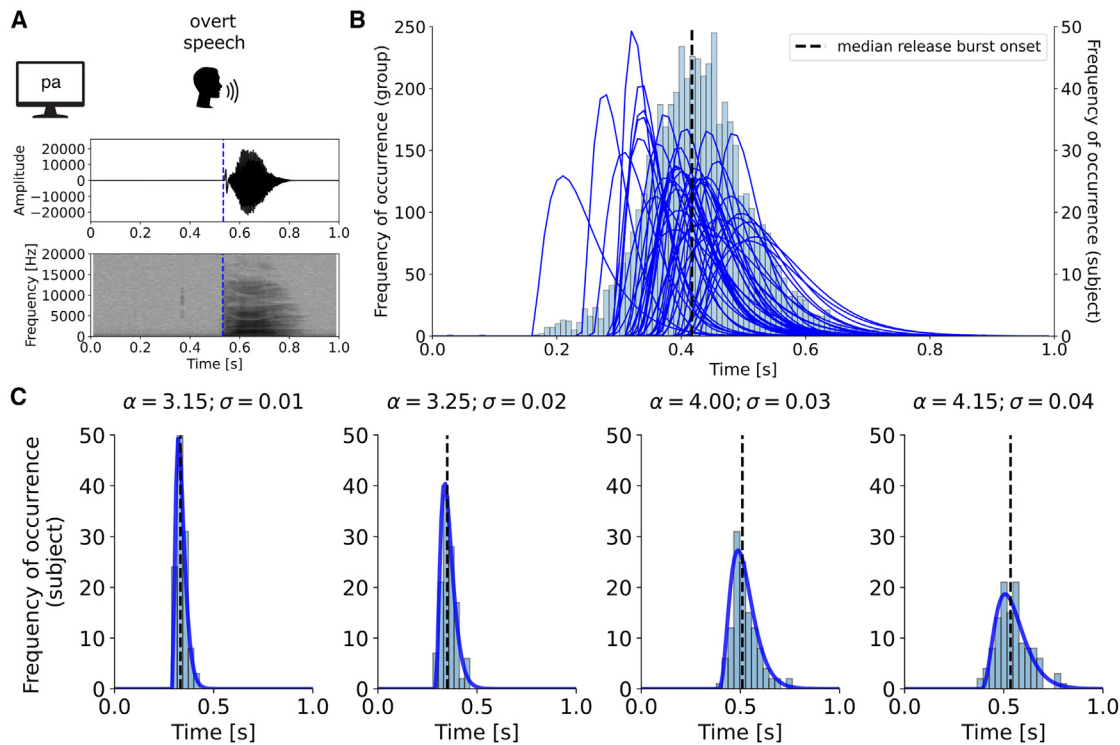 A
overt
speech
pa
Amplitude
20000
10000
0
−10000
−20000
0 0.2 0.4 0.6 0.8 1.0
Frequency [Hz]
20000
15000
10000
5000
0
0.0 0.2 0.4 0.6 0.8 1.0
Time [s]
B
Frequency of occurrence (group)
250
200
150
100
50
0
median release burst onset
50
40
30
20
10
0
Frequency of occurrence (subject)
0.0 0.2 0.4 0.6 0.8 1.0
Time [s]
C
Frequency of occurrence
(subject)
α = 3.15; σ = 0.01
50
40
30
20
10
0
0.0 0.5 1.0
Time [s]
α = 3.25; σ = 0.02
50
40
30
20
10
0
0.0 0.5 1.0
Time [s]
α = 4.00; σ = 0.03
50
40
30
20
10
0
0.0 0.5 1.0
Time [s]
α = 4.15; σ = 0.04
50
40
30
20
10
0
0.0 0.5 1.0
Time [s]